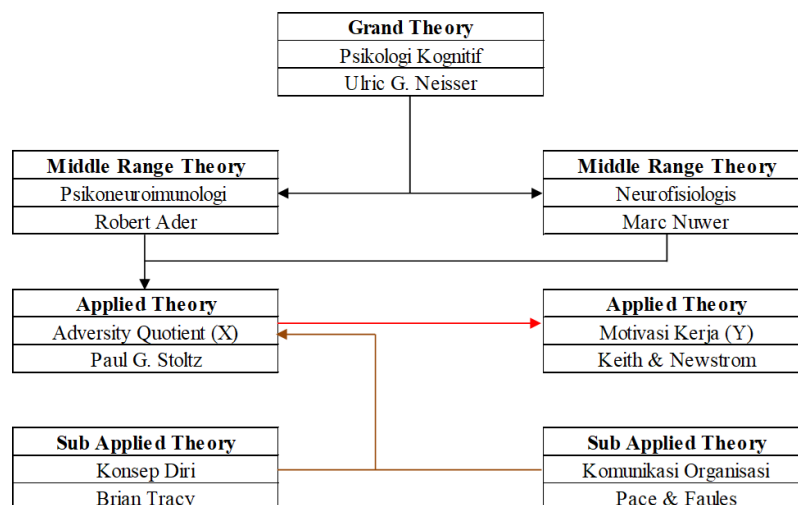 Grand Theory
Psikologi Kognitif
Ulric G. Neisser
Middle Range Theory
Psikoneuroimunologi
Robert Ader
Middle Range Theory
Neurofisiologis
Marc Nuwer
Applied Theory
Adversity Quotient (X)
Paul G. Stoltz
Applied Theory
Motivasi Kerja (Y)
Keith & Newstrom
Sub Applied Theory
Konsep Diri
Brian Tracy
Sub Applied Theory
Komunikasi Organisasi
Pace & Faules